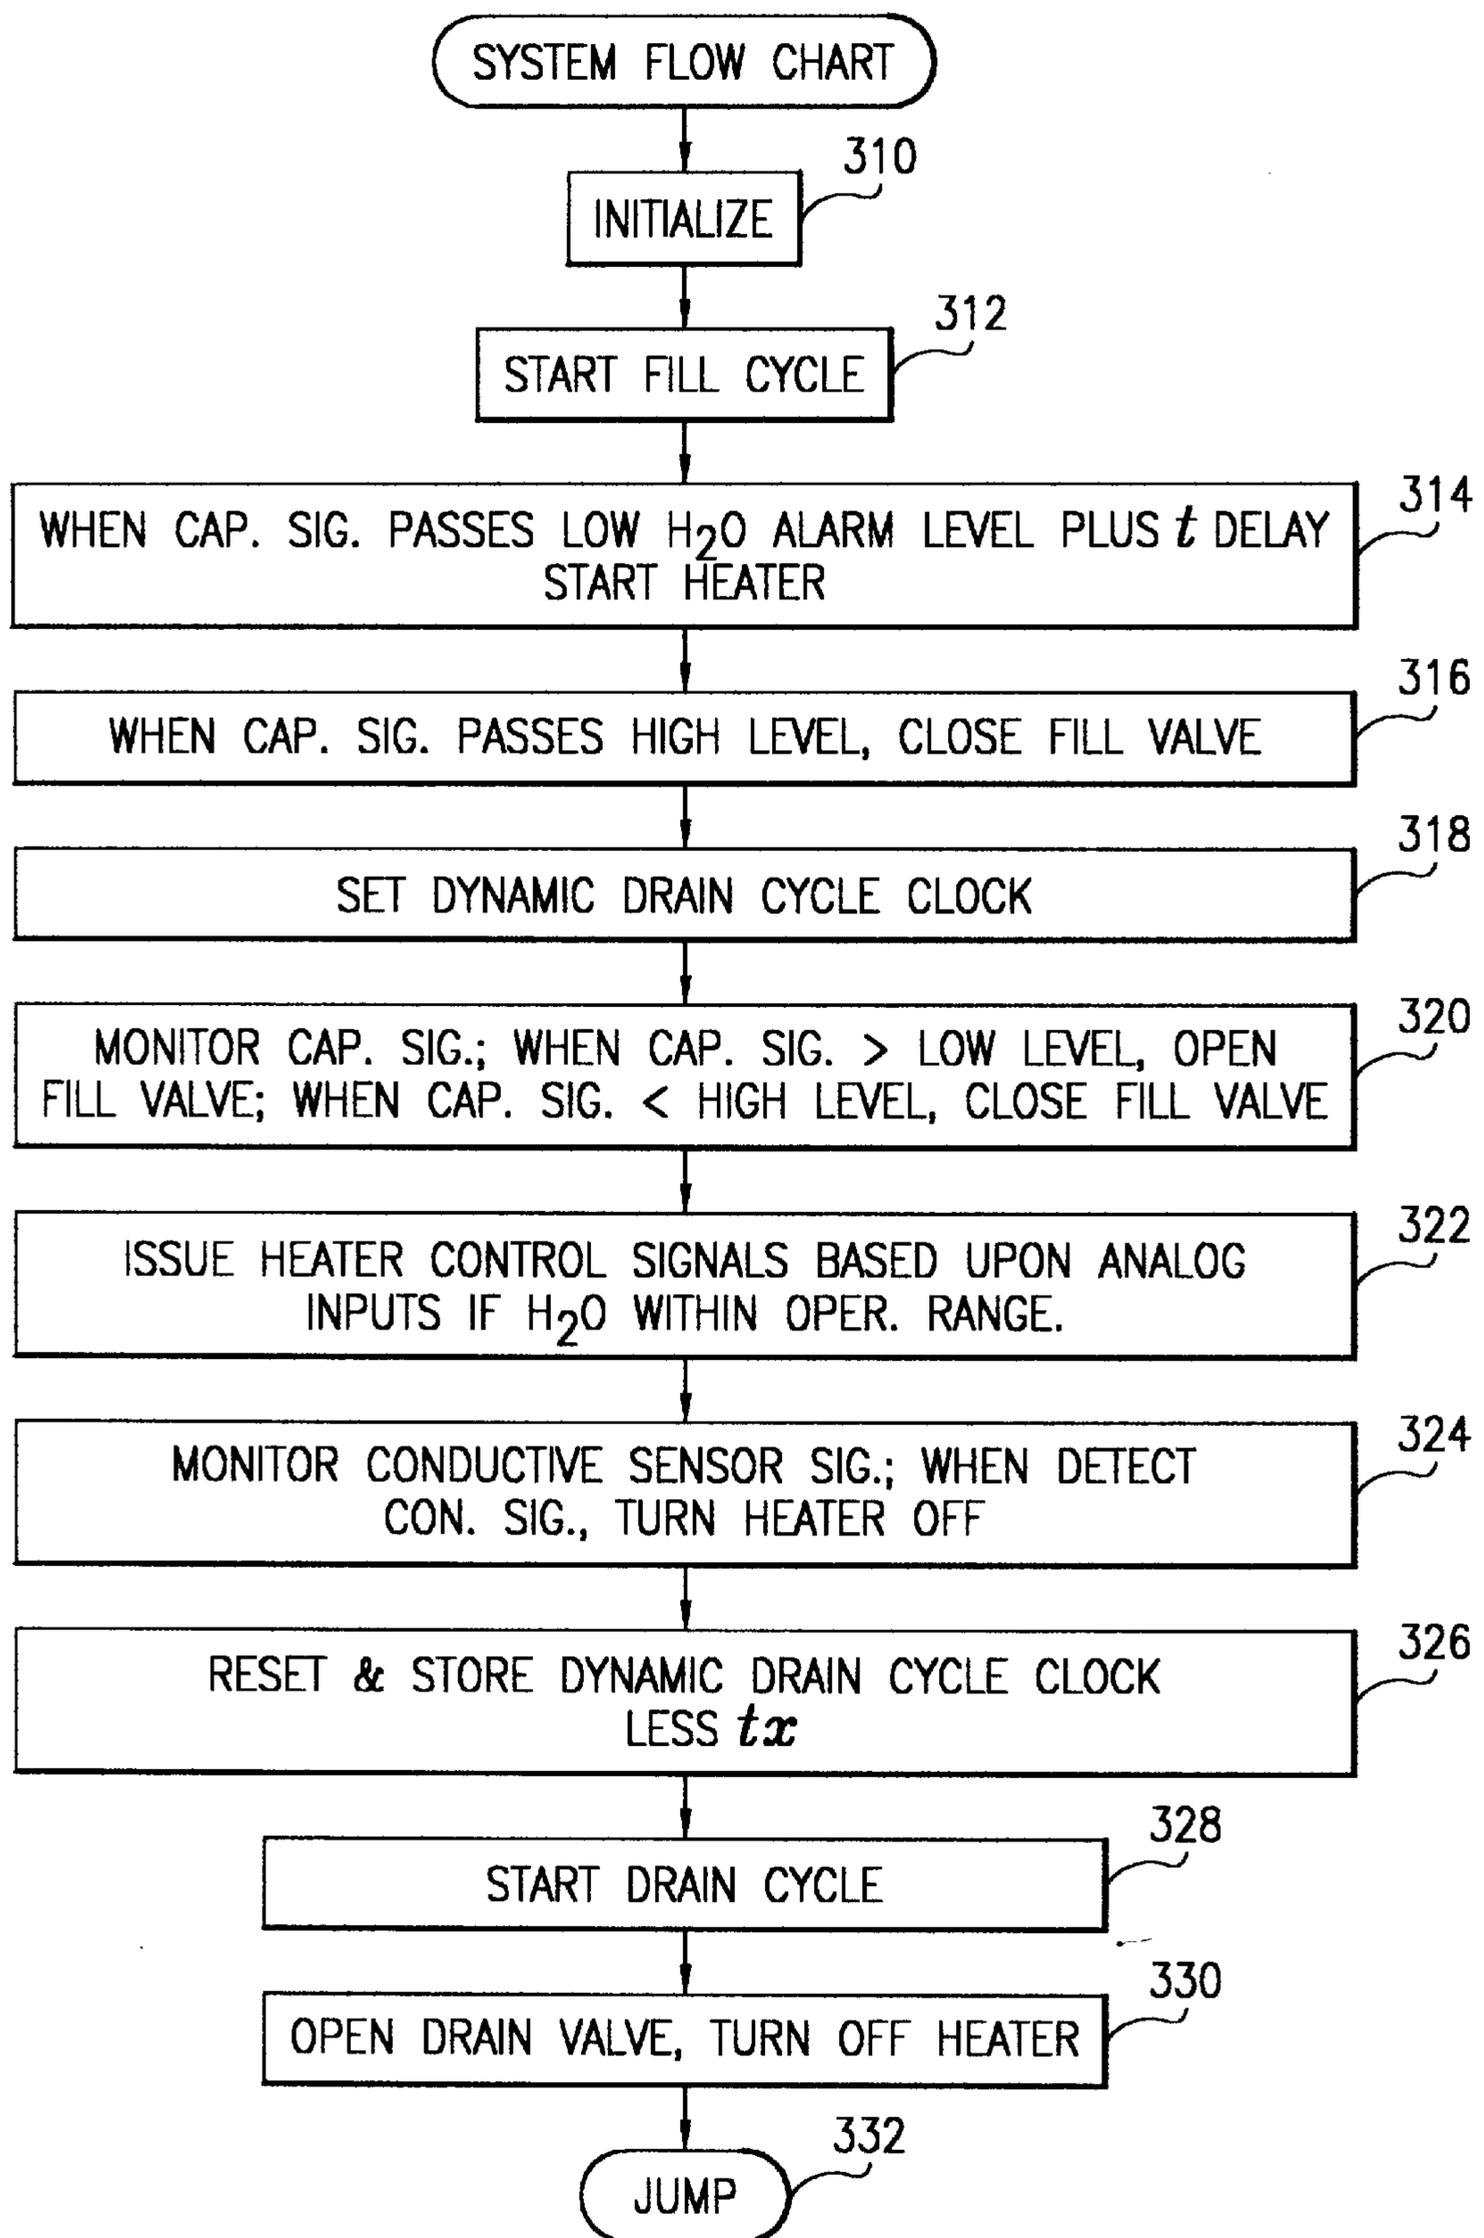 SYSTEM FLOW CHART
310
INITIALIZE
312
START FILL CYCLE
314
WHEN CAP. SIG. PASSES LOW H2O ALARM LEVEL PLUS t DELAY
START HEATER
316
WHEN CAP. SIG. PASSES HIGH LEVEL, CLOSE FILL VALVE
318
SET DYNAMIC DRAIN CYCLE CLOCK
320
MONITOR CAP. SIG.; WHEN CAP. SIG. > LOW LEVEL, OPEN
FILL VALVE; WHEN CAP. SIG. < HIGH LEVEL, CLOSE FILL VALVE
322
ISSUE HEATER CONTROL SIGNALS BASED UPON ANALOG
INPUTS IF H2O WITHIN OPER. RANGE.
324
MONITOR CONDUCTIVE SENSOR SIG.; WHEN DETECT
CON. SIG., TURN HEATER OFF
326
RESET & STORE DYNAMIC DRAIN CYCLE CLOCK
LESS tx
328
START DRAIN CYCLE
330
OPEN DRAIN VALVE, TURN OFF HEATER
332
JUMP